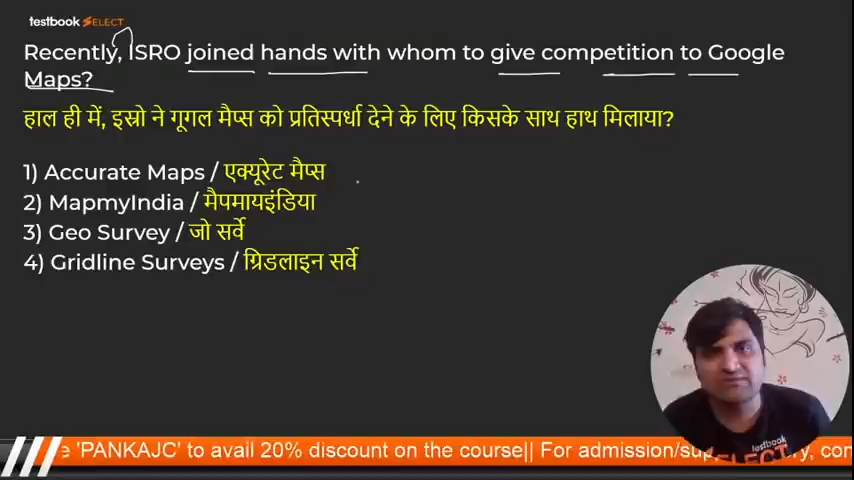 testbook SELECT
Recently, ISRO joined hands with whom to give competition to Google
Maps?
हाल ही में, इस्रो ने गूगल मैप्स को प्रतिस्पर्धा देने के लिए किसके साथ हाथ मिलाया?
1) Accurate Maps / एक्यूरेट मैप्स
2) MapmyIndia / मैपमायइंडिया
3) Geo Survey / जो सर्वे
4) Gridline Surveys / ग्रिडलाइन सर्वे
testbook
SELECT
'PANKAJC' to avail 20% discount on the course|| For admission/